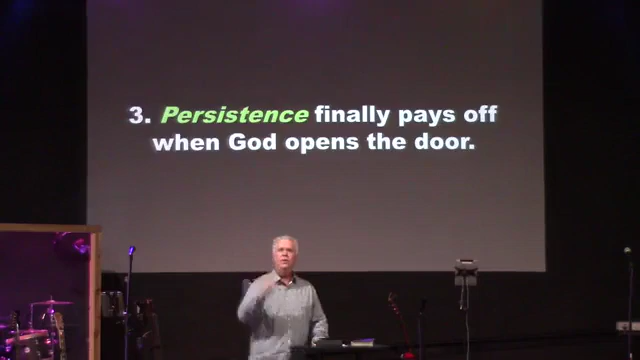 3. Persistence finally pays off
when God opens the door.